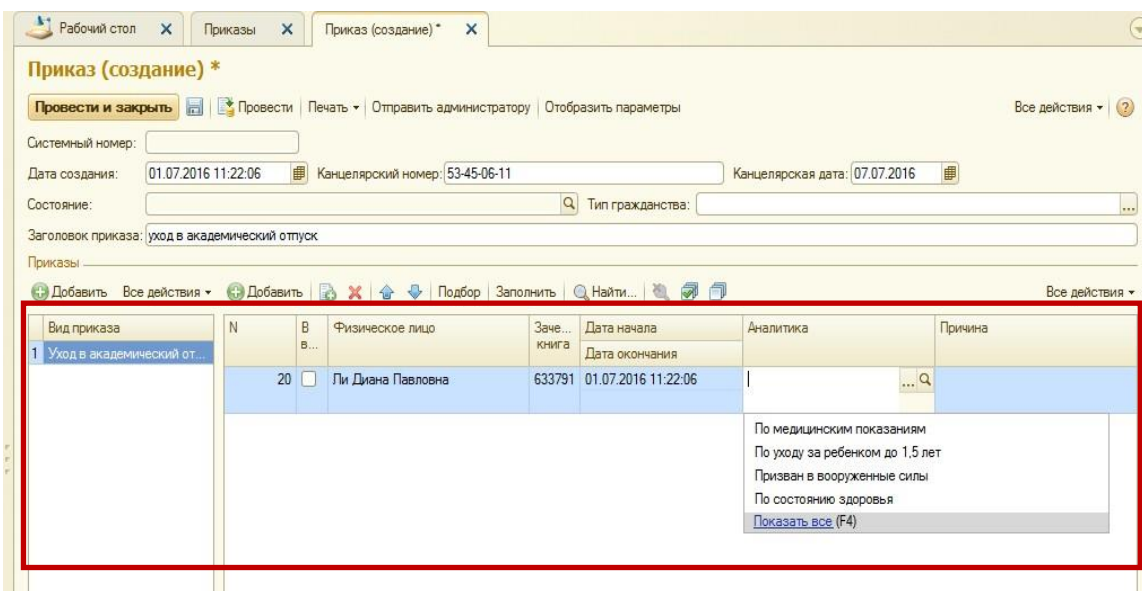 Рабочий стол Приказы Приказ (создание) *
Приказ (создание) *
Провести и закрыть Провести Печать Отправить администратору Отобразить параметры Все действия
Системный номер:
Дата создания: 01.07.2016 11:22:06 Канцелярский номер: 53-45-06-11 Канцелярская дата: 07.07.2016
Состояние: Тип гражданства:
Заголовок приказа: уход в академический отпуск
Приказы
Добавить Все действия Добавить Подбор Заполнить Найти... Все действия
Вид приказа N В Физическое лицо Заче... Дата начала Аналитика Причина
в... книга
1 Уход в академический от... Дата окончания
20 Ли Диана Павловна 633791 01.07.2016 11:22:06 ...
По медицинским показаниям
По уходу за ребенком до 1,5 лет
Призван в вооруженные силы
По состоянию здоровья
Показать все (F4)